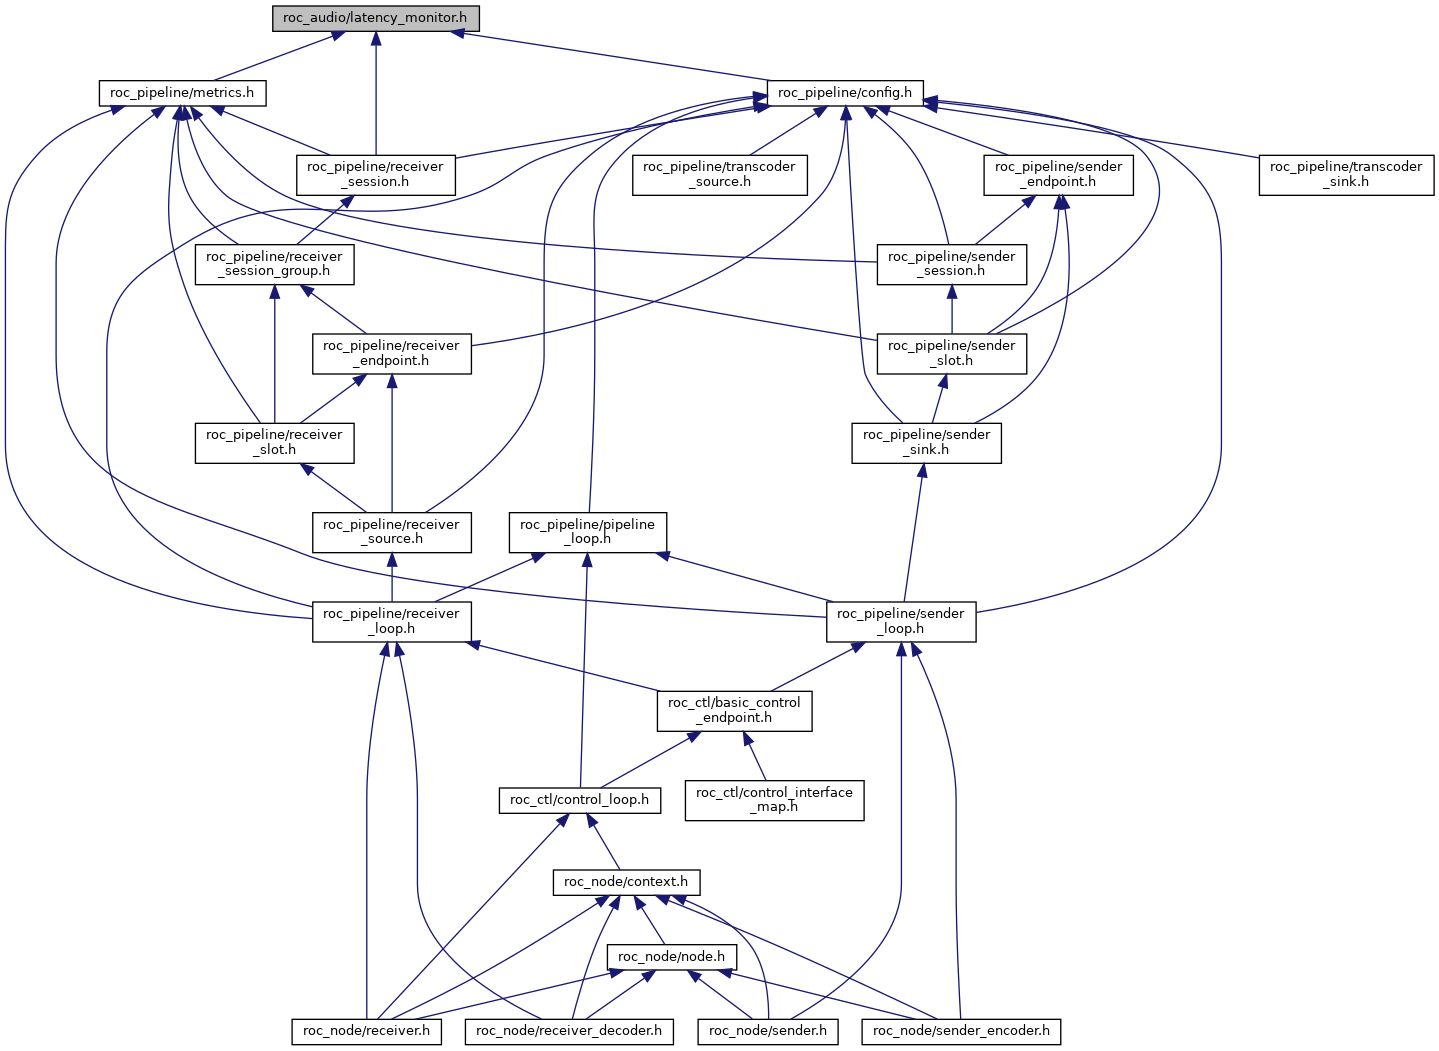 roc_audio/latency_monitor.h
roc_pipeline/metrics.h
roc_pipeline/config.h
roc_pipeline/receiver
_session.h
roc_pipeline/transcoder
_source.h
roc_pipeline/sender
_endpoint.h
roc_pipeline/transcoder
_sink.h
roc_pipeline/receiver
_session_group.h
roc_pipeline/sender
_session.h
roc_pipeline/receiver
_endpoint.h
roc_pipeline/sender
_slot.h
roc_pipeline/receiver
_slot.h
roc_pipeline/sender
_sink.h
roc_pipeline/receiver
_source.h
roc_pipeline/pipeline
_loop.h
roc_pipeline/receiver
_loop.h
roc_pipeline/sender
_loop.h
roc_ctl/basic_control
_endpoint.h
roc_ctl/control_loop.h
roc_ctl/control_interface
_map.h
roc_node/context.h
roc_node/node.h
roc_node/receiver.h
roc_node/receiver_decoder.h
roc_node/sender.h
roc_node/sender_encoder.h